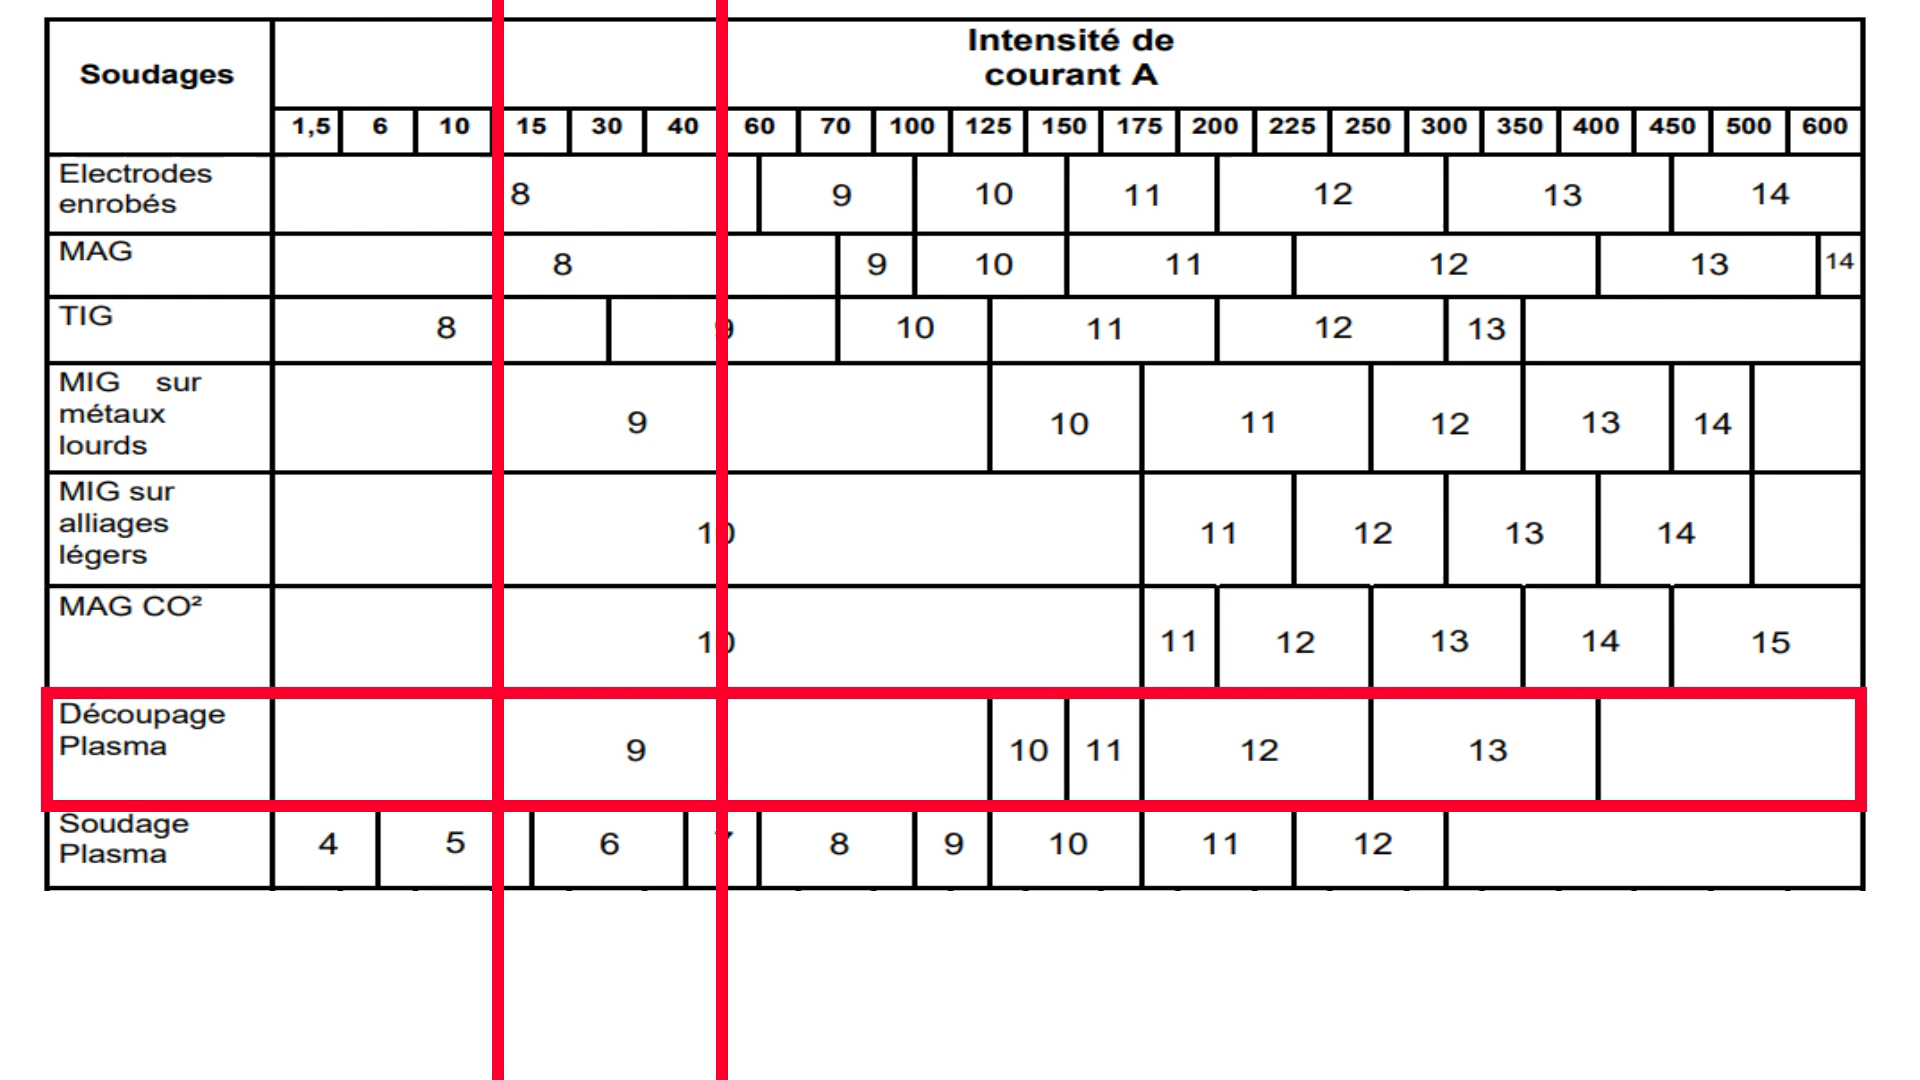 Soudages
Intensité de
courant A
1,5 6 10 15 30 40 60 70 100 125 150 175 200 225 250 300 350 400 450 500 600
Electrodes
enrobés
8 9 10 11 12 13 14
MAG
8 9 10 11 12 13 14
TIG
8 9 10 11 12 13
MIG sur
métaux
lourds
9 10 11 12 13 14
MIG sur
alliages
légers
10 11 12 13 14
MAG CO²
10 11 12 13 14 15
Découpage
Plasma
9 10 11 12 13
Soudage
Plasma
4 5 6 7 8 9 10 11 12